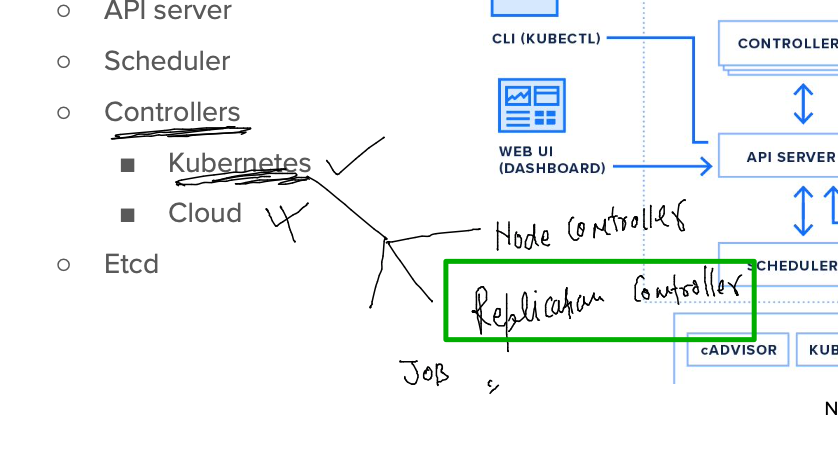 API server
Scheduler
Controllers
Kubernetes
Cloud
Etcd
CLI (KUBECTL)
WEB UI
(DASHBOARD)
CONTROLLER
API SERVER
SCHEDULER
Node Controller
Replication Controller
JOB
cADVISOR
KUB
N